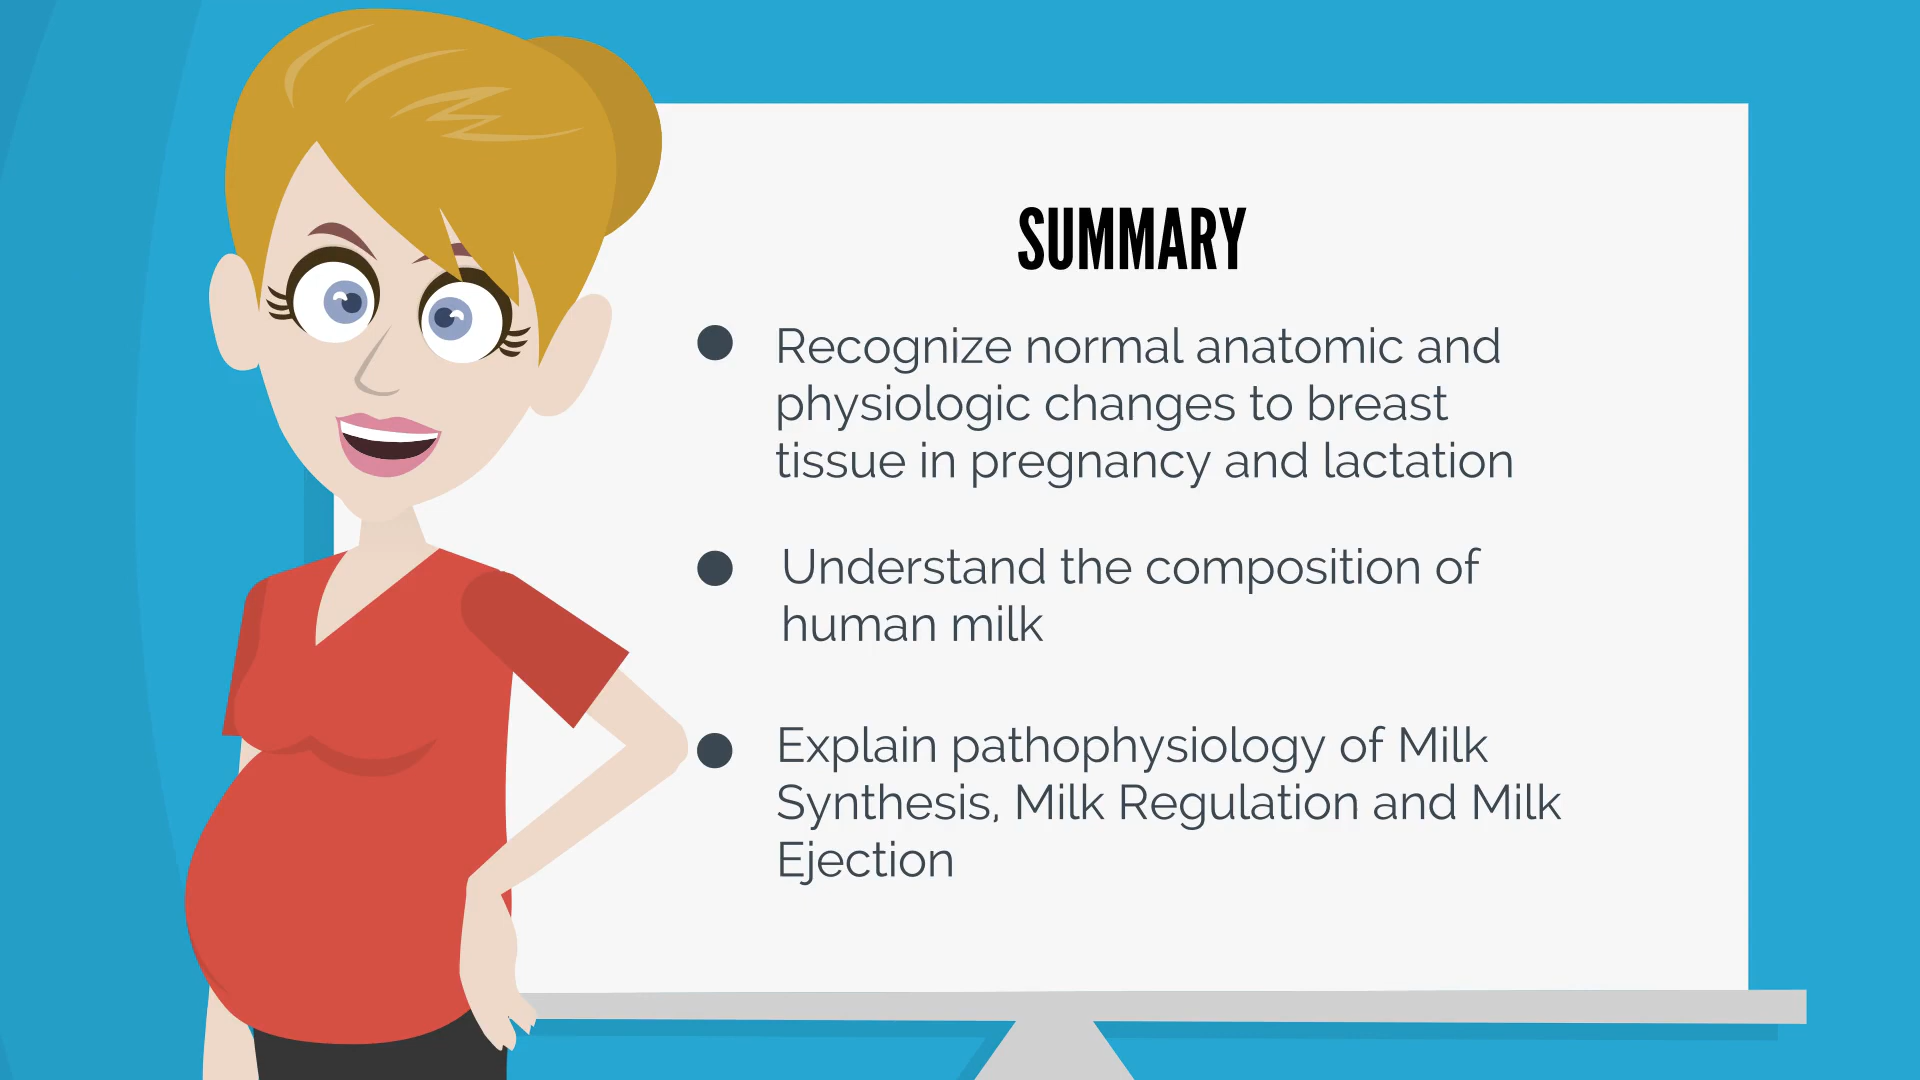 SUMMARY
Recognize normal anatomic and
physiologic changes to breast
tissue in pregnancy and lactation
Understand the composition of
human milk
Explain pathophysiology of Milk
Synthesis, Milk Regulation and Milk
Ejection